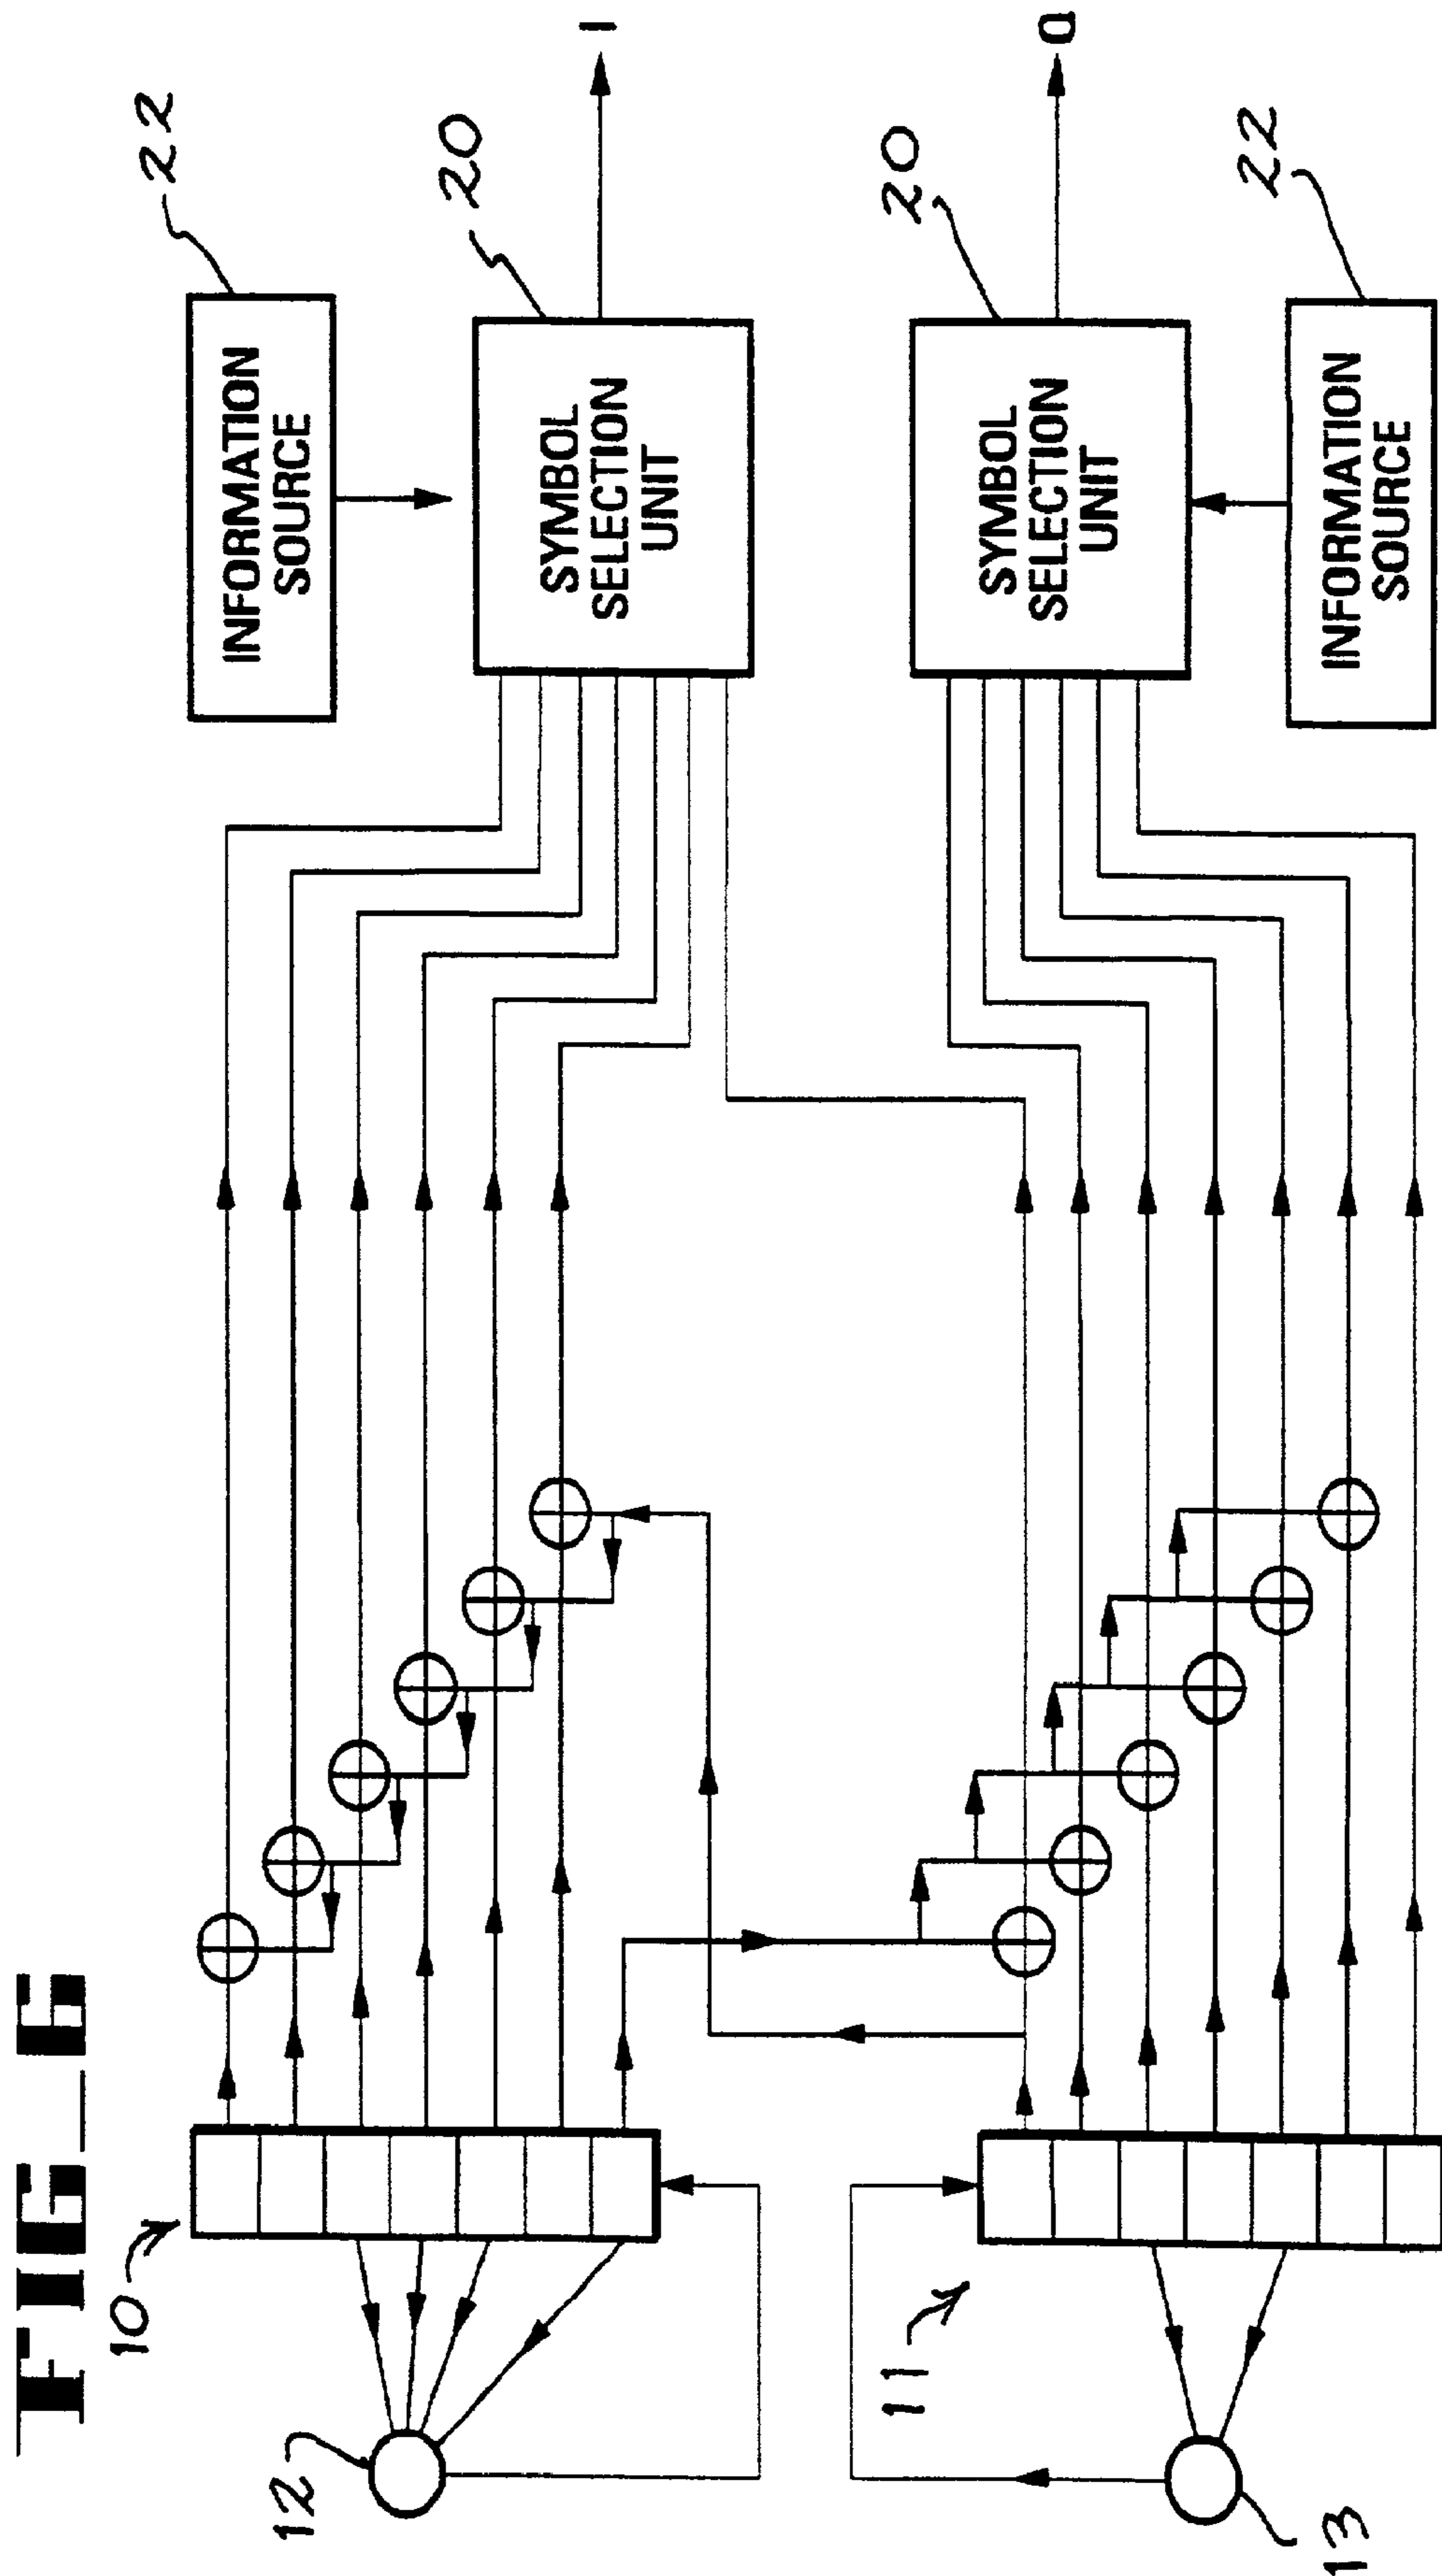 FIG_6
10
12
11
13
22
INFORMATION
SOURCE
20
SYMBOL
SELECTION
UNIT
I
20
SYMBOL
SELECTION
UNIT
Q
22
INFORMATION
SOURCE